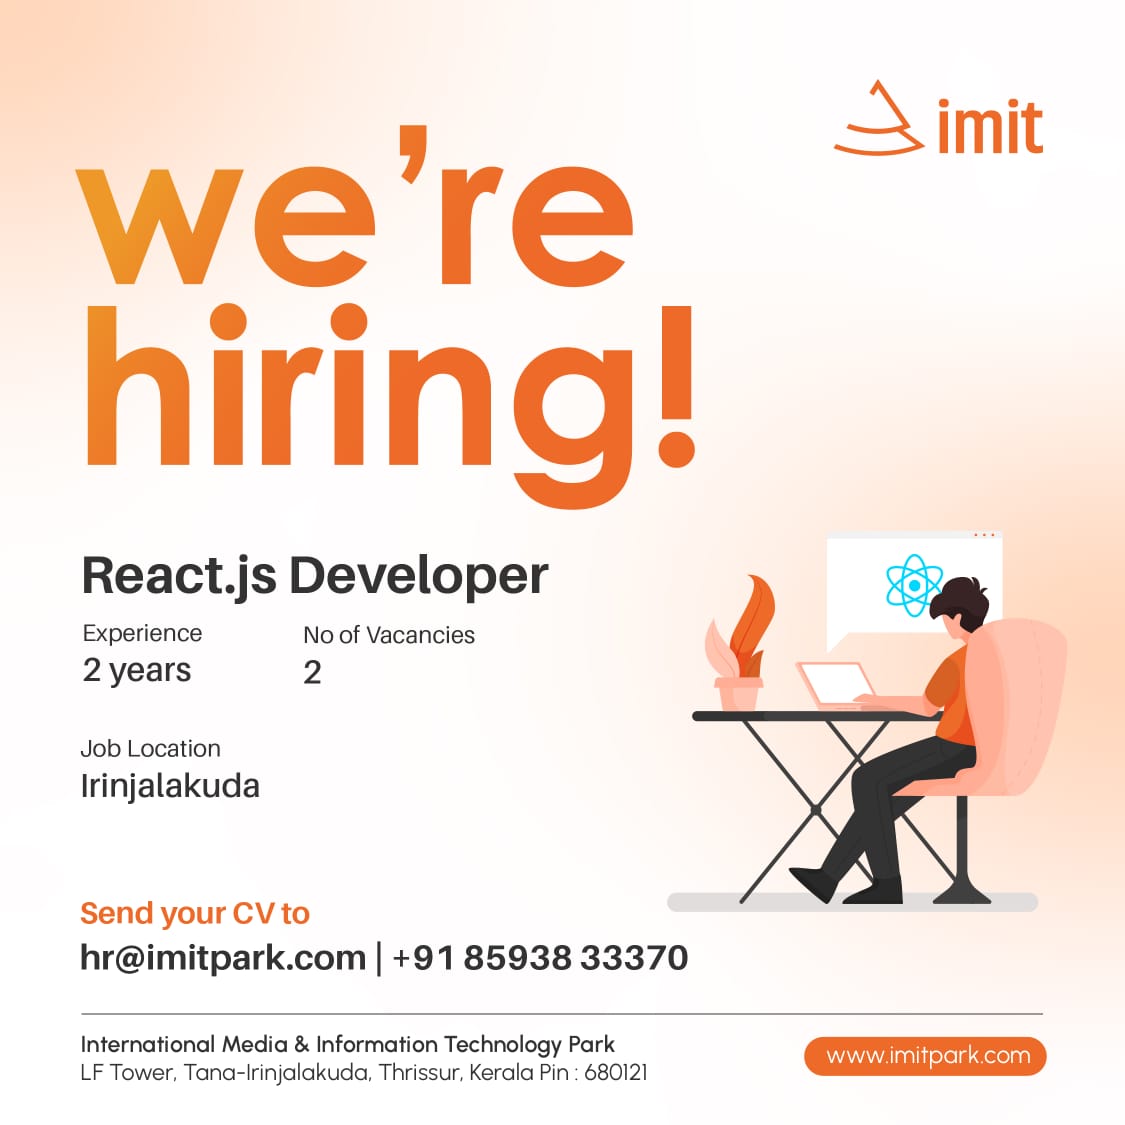 imit
we're
hiring!
React.js Developer
Experience
2 years
No of Vacancies
2
Job Location
Irinjalakuda
Send your CV to
hr@imitpark.com | +91 85938 33370
International Media & Information Technology Park
LF Tower, Tana-Irinjalakuda, Thrissur, Kerala Pin : 680121
www.imitpark.com